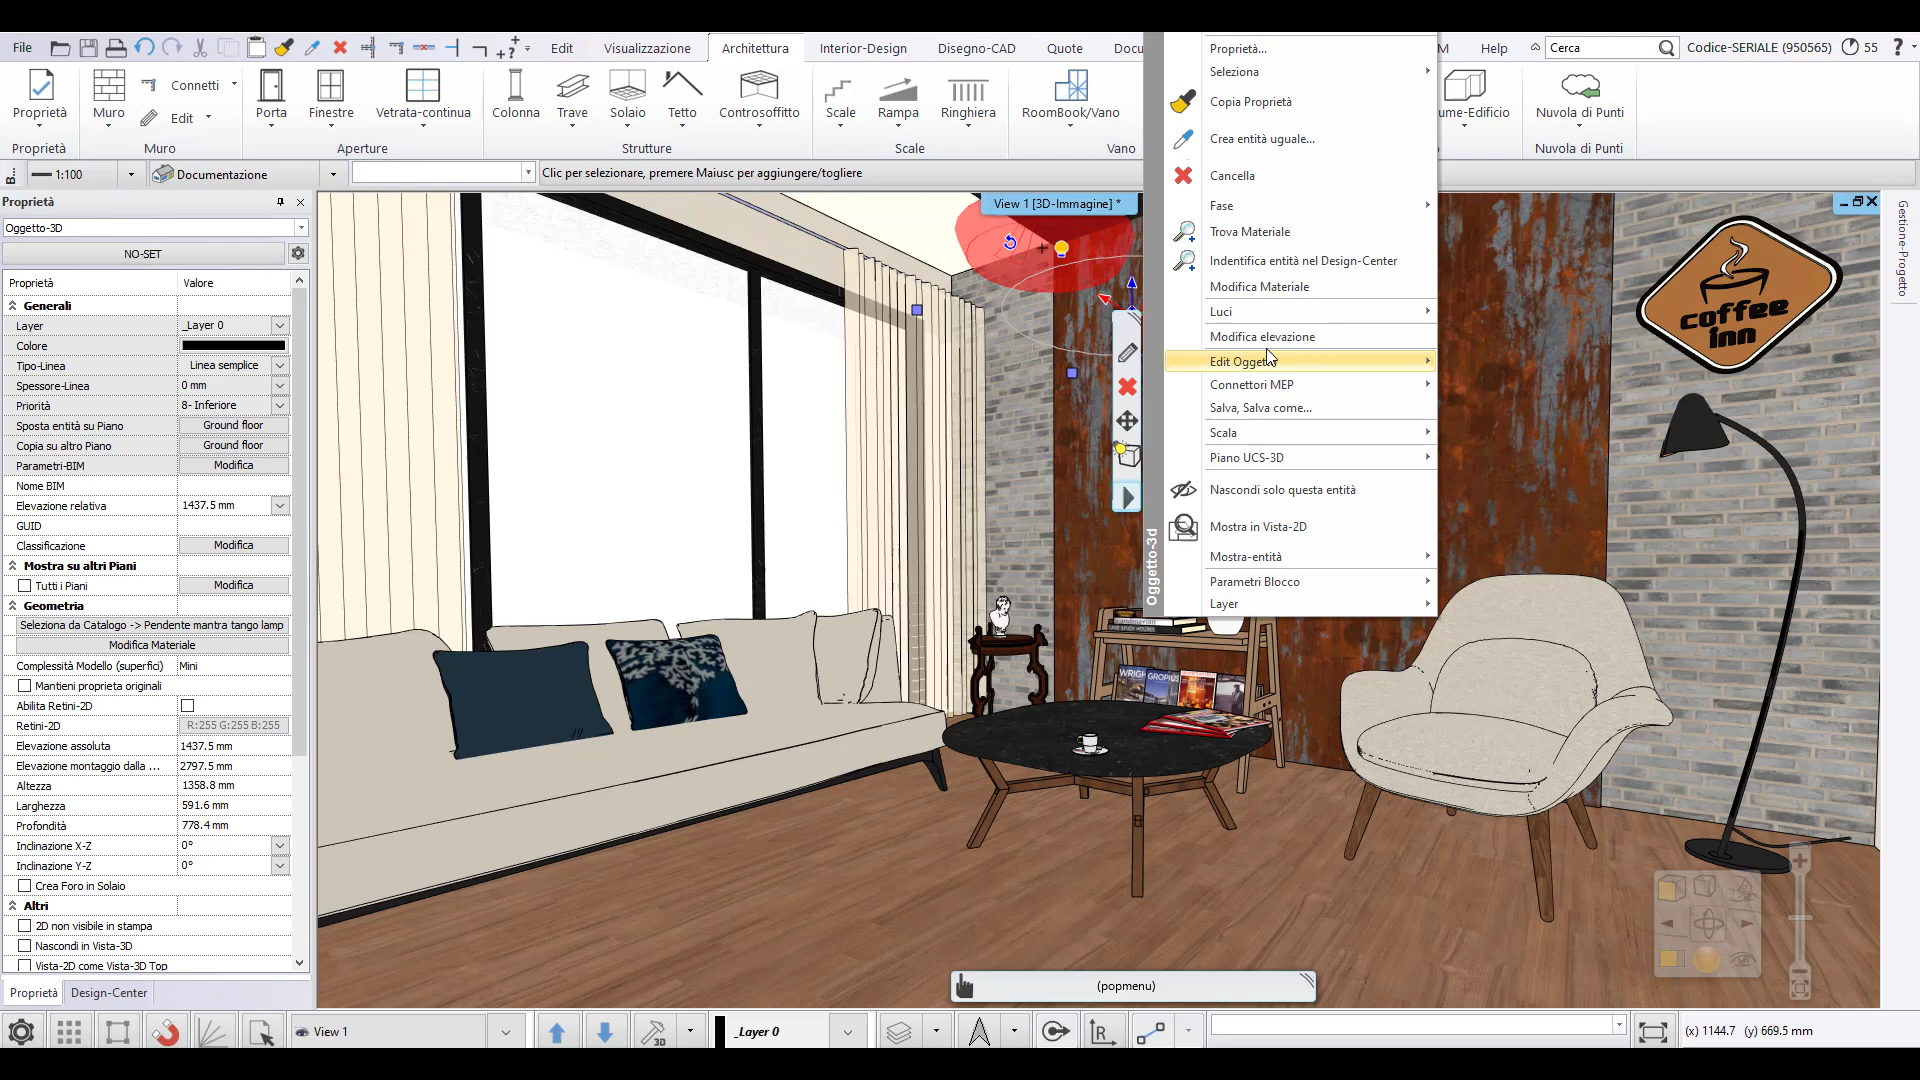 File
Edit
Visualizzazione
Architettura
Interior-Design
Disegno-CAD
Quote
Docu
M
Help
Cerca
Codice-SERIALE (950565)
55
?
Proprietà
Muro
Connetti
Edit
Porta
Finestre
Vetrata-continua
Colonna
Trave
Solaio
Tetto
Controsoffitto
Scale
Rampa
Ringhiera
RoomBook/Vano
ume-Edificio
Nuvola di Punti
Proprietà
Muro
Aperture
Strutture
Scale
Vano
Nuvola di Punti
B...
1:100
Documentazione
Clic per selezionare, premere Maiusc per aggiungere/togliere
Proprietà
Oggetto-3D
NO-SET
Proprietà Valore
Generali
Layer _Layer 0
Colore
Tipo-Linea Linea semplice
Spessore-Linea 0 mm
Priorità 8- Inferiore
Sposta entità su Piano Ground floor
Copia su altro Piano Ground floor
Parametri-BIM Modifica
Nome BIM
Elevazione relativa 1437.5 mm
GUID
Classificazione Modifica
Mostra su altri Piani
Tutti i Piani Modifica
Geometria
Seleziona da Catalogo -> Pendente mantra tango lamp
Modifica Materiale
Complessità Modello (superfici) Mini
Mantieni proprieta originali
Abilita Retini-2D
Retini-2D R:255 G:255 B:255
Elevazione assoluta 1437.5 mm
Elevazione montaggio dalla ... 2797.5 mm
Altezza 1358.8 mm
Larghezza 591.6 mm
Profondità 778.4 mm
Inclinazione X-Z 0°
Inclinazione Y-Z 0°
Crea Foro in Solaio
Altri
2D non visibile in stampa
Nascondi in Vista-3D
Vista-2D come Vista-3D Top
Proprietà
Design-Center
View 1 [3D-Immagine] *
Proprietà...
Seleziona
Copia Proprietà
Crea entità uguale...
Cancella
Fase
Trova Materiale
Indentifica entità nel Design-Center
Modifica Materiale
Luci
Modifica elevazione
Edit Ogget
Connettori MEP
Salva, Salva come...
Scala
Piano UCS-3D
Nascondi solo questa entità
Mostra in Vista-2D
Mostra-entità
Parametri Blocco
Layer
Oggetto-3d
Gestione-Progetto
coffee
inn
CASE STUDY HOUSES
WRIGH
GROPIUS
(popmenu)
View 1
3D
_Layer 0
R
(x) 1144.7 (y) 669.5 mm